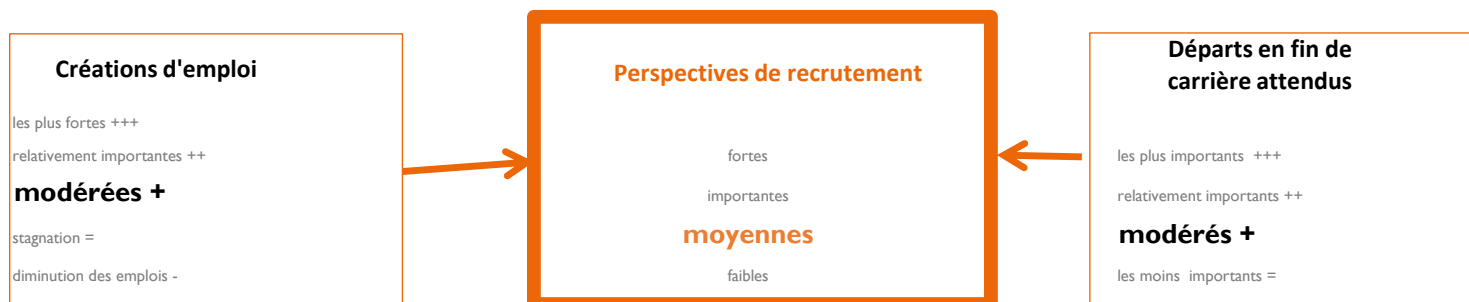 Créations d'emploi
les plus fortes +++
relativement importantes ++
modérées +
stagnation =
diminution des emplois -
Perspectives de recrutement
fortes
importantes
moyennes
faibles
Départs en fin de
carrière attendus
les plus importants +++
relativement importants ++
modérés +
les moins importants =